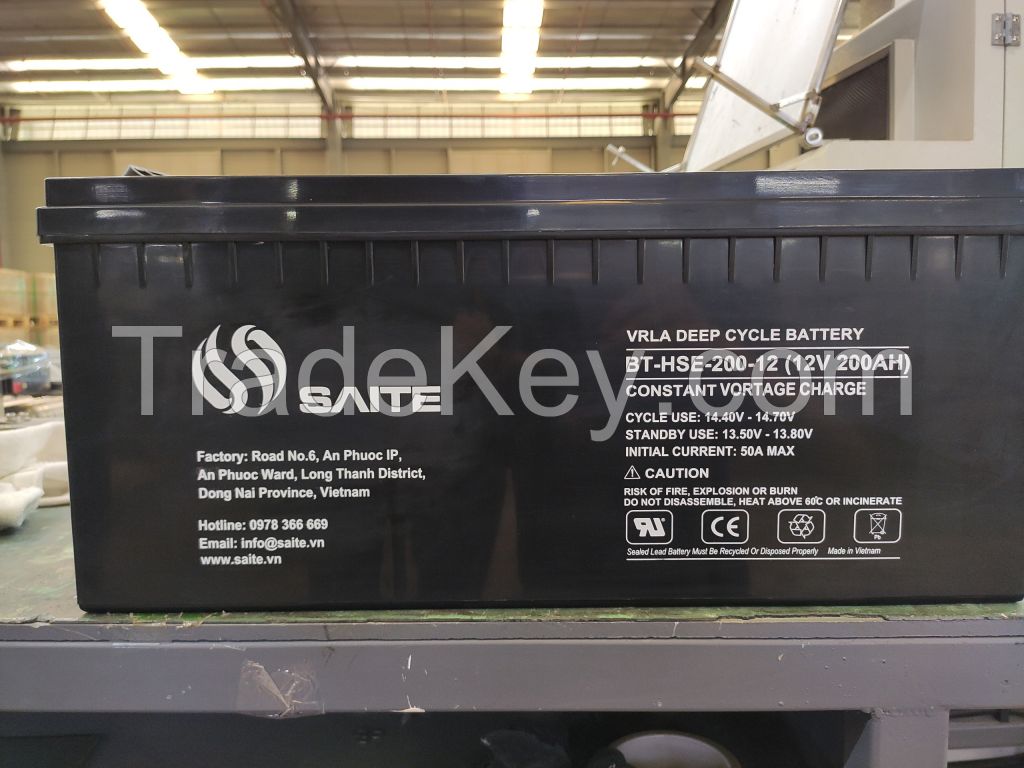 SAITE
Factory: Road No.6, An Phuoc IP,
An Phuoc Ward, Long Thanh District,
Dong Nai Province, Vietnam
Hotline: 0978 366 669
Email: info@saite.vn
www.saite.vn
VRLA DEEP CYCLE BATTERY
BT-HSE-200-12 (12V 200AH)
CONSTANT VORTAGE CHARGE
CYCLE USE: 14.40V - 14.70V
STANDBY USE: 13.50V - 13.80V
INITIAL CURRENT: 50A MAX
⚠ CAUTION
RISK OF FIRE, EXPLOSION OR BURN
DO NOT DISASSEMBLE, HEAT ABOVE 60℃ OR INCINERATE
UL CE Pb
Sealed Lead Battery Must Be Recycled Or Disposed Properly Made in Vietnam
TradeKey.com